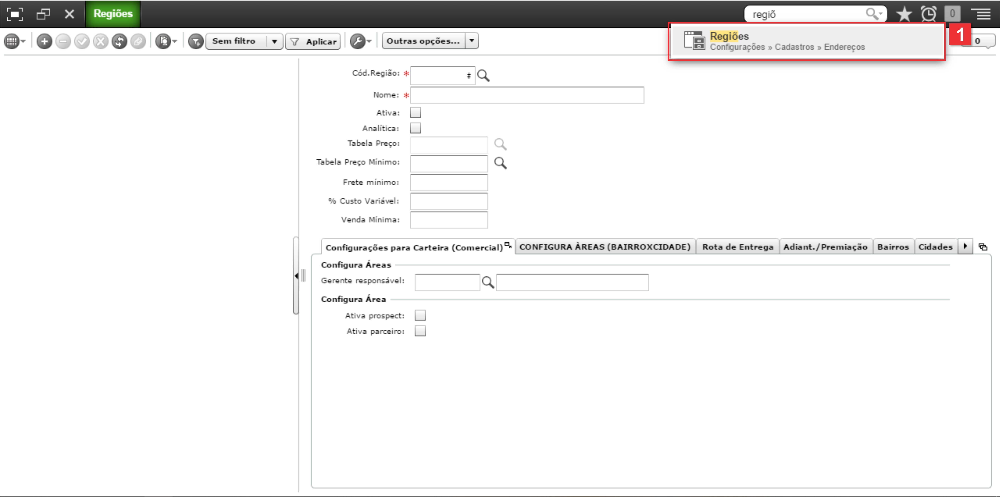 Regiões
regiõ
0
Sem filtro
Aplicar
Outras opções...
Regiões
Configurações » Cadastros » Endereços
1
0
Cód.Região: *
#
Nome: *
Ativa:
Analítica:
Tabela Preço:
Tabela Preço Mínimo:
Frete mínimo:
% Custo Variável:
Venda Mínima:
Configurações para Carteira (Comercial)
CONFIGURA ÀREAS (BAIRROXCIDADE)
Rota de Entrega
Adiant./Premiação
Bairros
Cidades
Configura Áreas
Gerente responsável:
Configura Área
Ativa prospect:
Ativa parceiro: